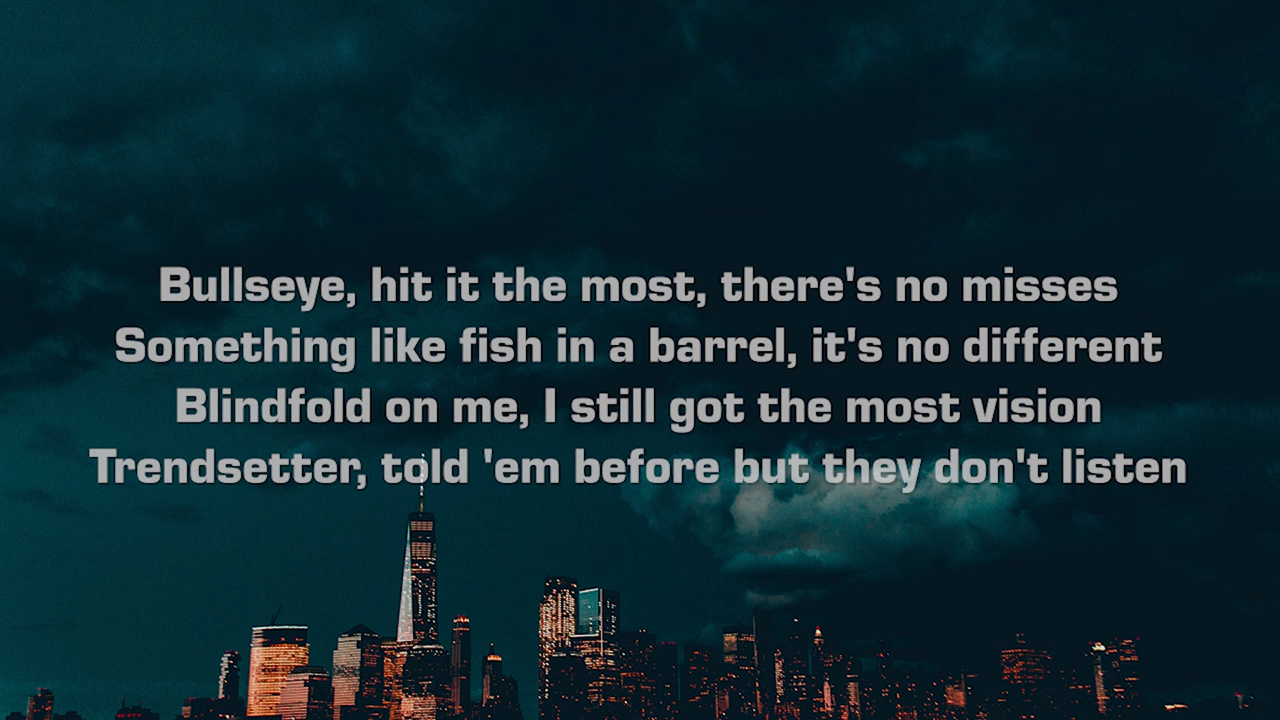 Bullseye, hit it the most, there's no misses
Something like fish in a barrel, it's no different
Blindfold on me, I still got the most vision
Trendsetter, told 'em before but they don't listen